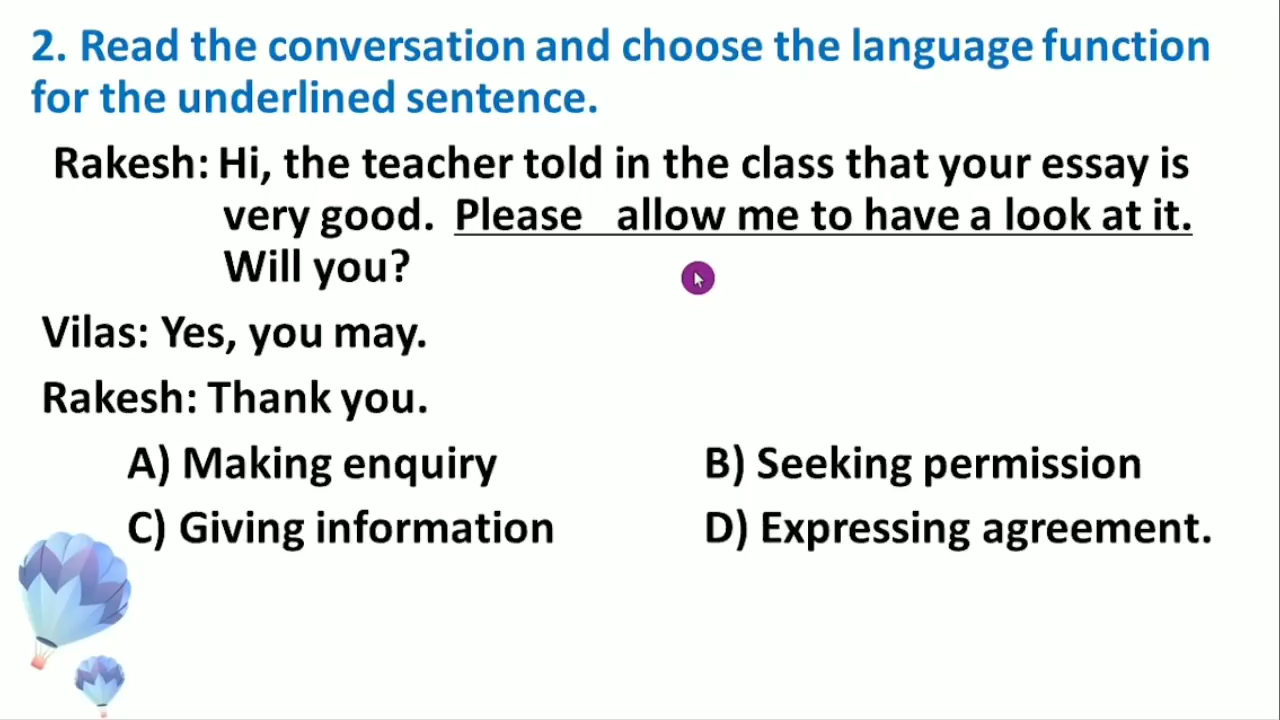 2. Read the conversation and choose the language function
for the underlined sentence.
Rakesh: Hi, the teacher told in the class that your essay is
very good. Please allow me to have a look at it.
Will you?
Vilas: Yes, you may.
Rakesh: Thank you.
A) Making enquiry B) Seeking permission
C) Giving information D) Expressing agreement.